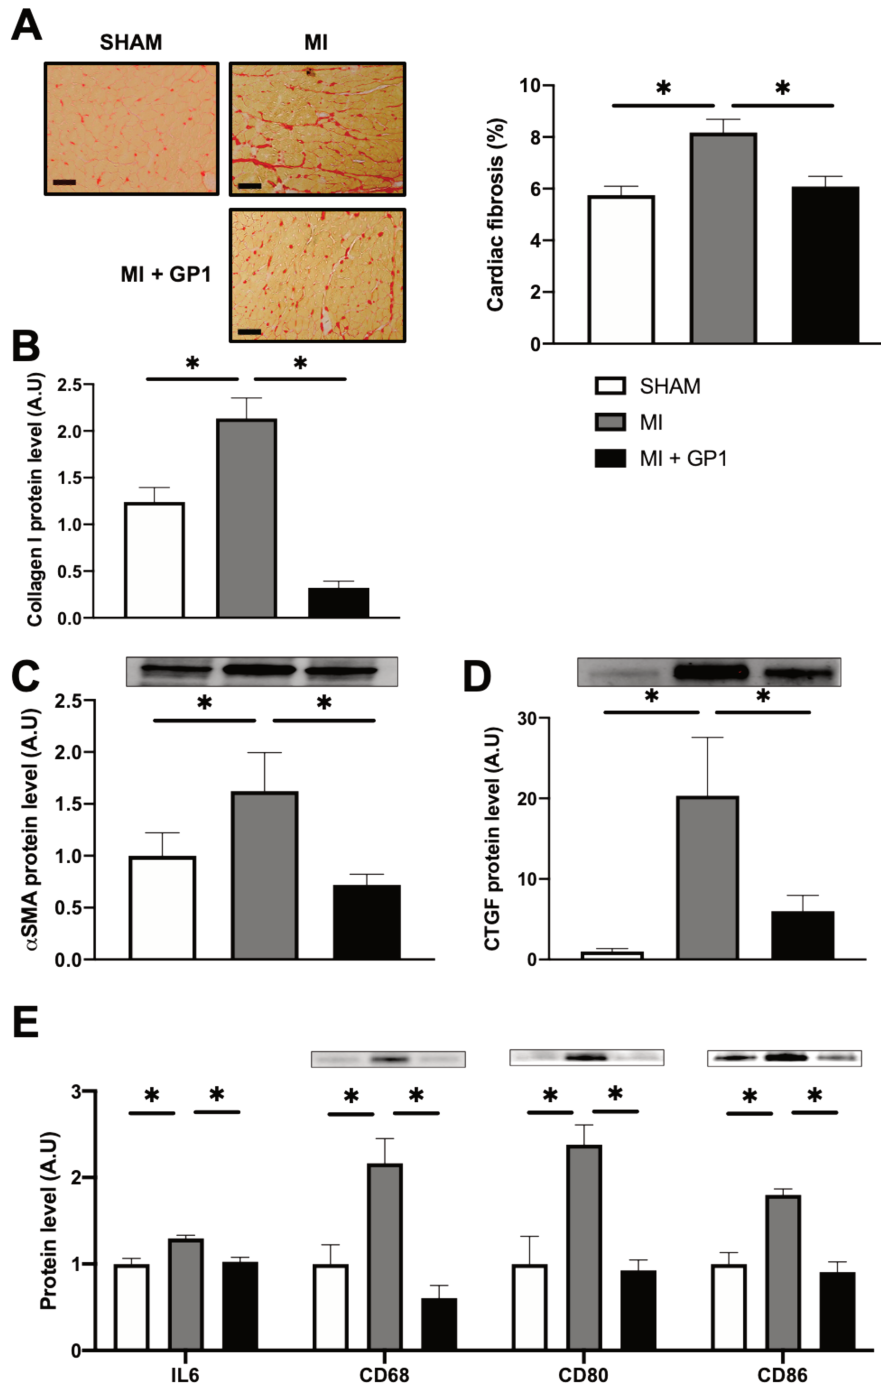 A
SHAM
MI
MI + GP1
Cardiac fibrosis (%)
10
8
6
4
2
0
*
*
SHAM
MI
MI + GP1
B
Collagen I protein level (A.U)
2.5
2.0
1.5
1.0
0.5
0.0
*
*
C
αSMA protein level (A.U)
2.5
2.0
1.5
1.0
0.5
0.0
*
*
D
CTGF protein level (A.U)
30
20
10
0
*
*
E
Protein level (A.U)
3
2
1
0
* * * * * * * *
IL6 CD68 CD80 CD86